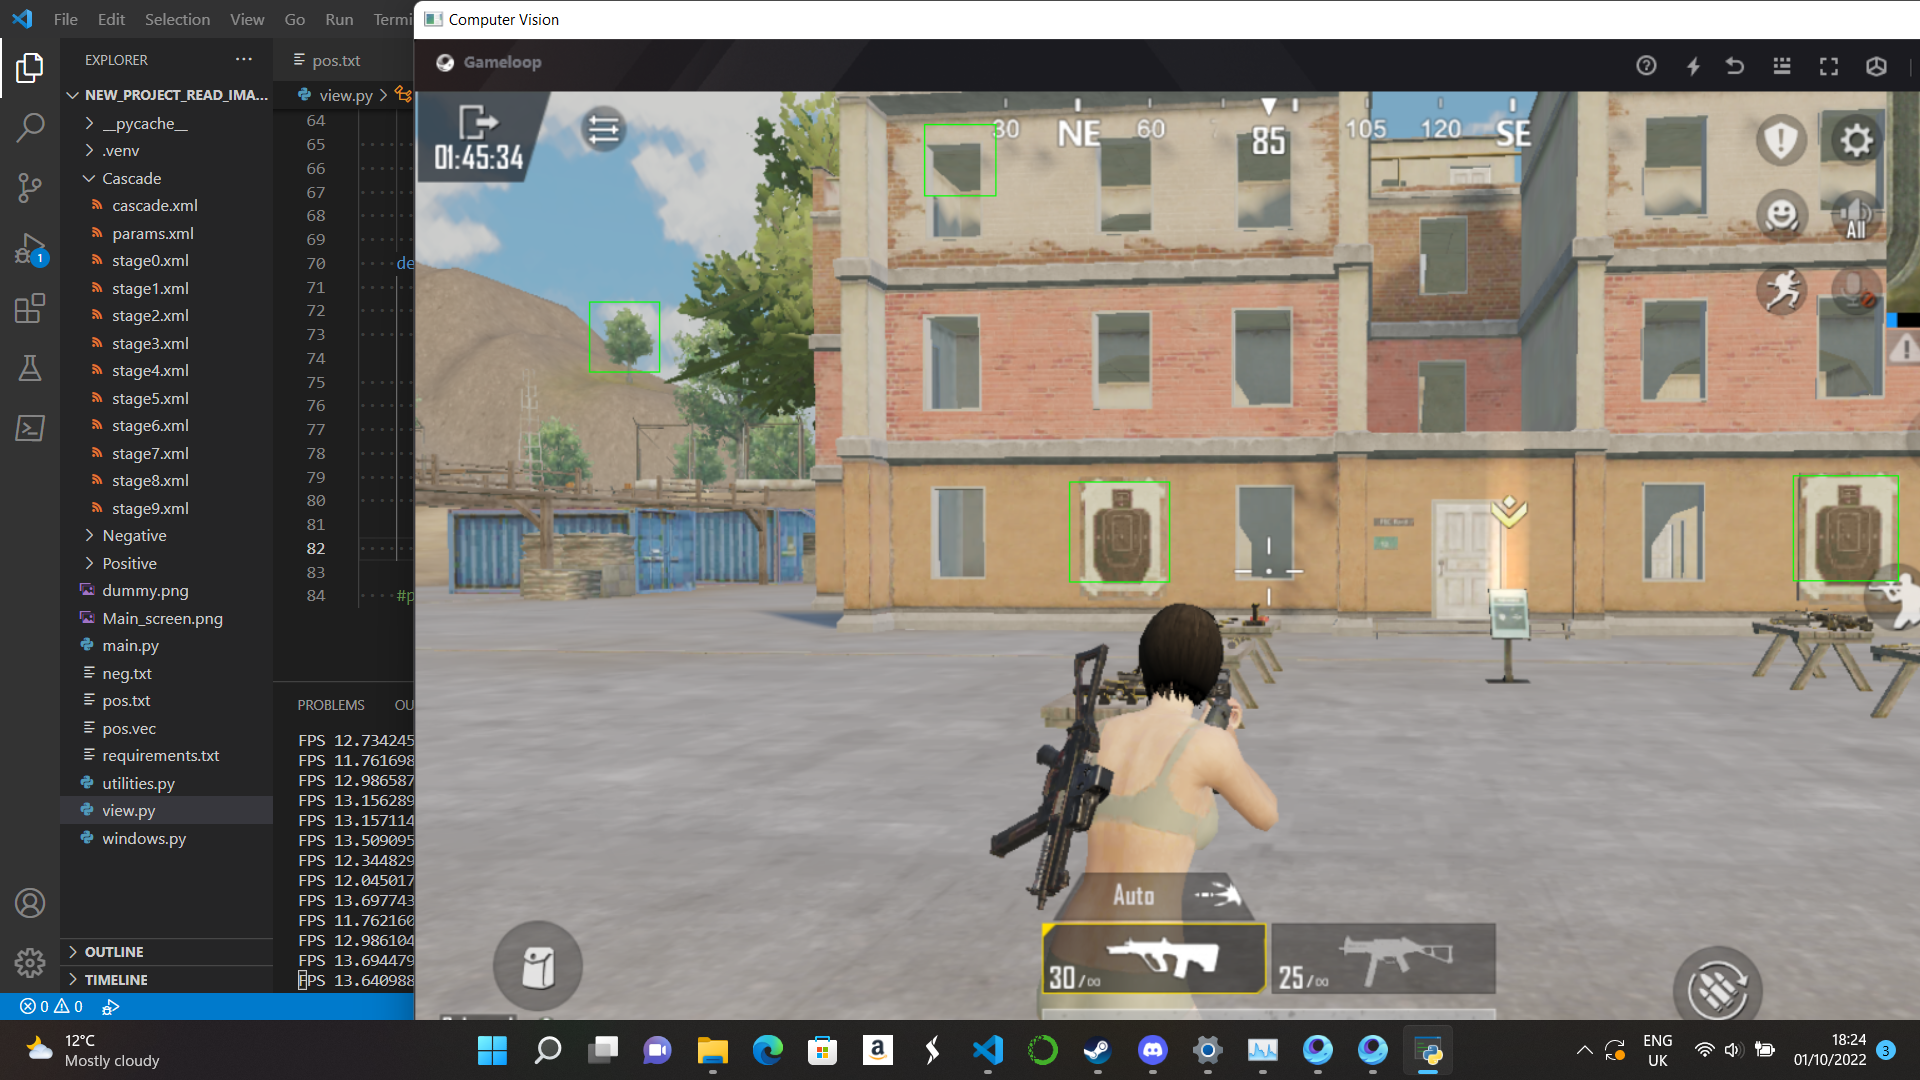 File Edit Selection View Go Run Termi
Computer Vision
EXPLORER ...
pos.txt
Gameloop
NEW_PROJECT_READ_IMA...
view.py
__pycache__
.venv
Cascade
cascade.xml
params.xml
stage0.xml
stage1.xml
stage2.xml
stage3.xml
stage4.xml
stage5.xml
stage6.xml
stage7.xml
stage8.xml
stage9.xml
Negative
Positive
dummy.png
Main_screen.png
main.py
neg.txt
pos.txt
pos.vec
requirements.txt
utilities.py
view.py
windows.py
OUTLINE
TIMELINE
1
64
65
66
67
68
69
70 de
71
72
73
74
75
76
77
78
79
80
81
82
83
84 #p
PROBLEMS OU
FPS 12.734245
FPS 11.761698
FPS 12.986587
FPS 13.156289
FPS 13.157114
FPS 13.509095
FPS 12.344829
FPS 12.045017
FPS 13.697743
FPS 11.762160
FPS 12.986104
FPS 13.694479
FPS 13.640988
01:45:34
30 NE 60 85 105 120 SE
All
Auto
30/∞
25/∞
0 0
12°C
Mostly cloudy
ENG
UK
18:24
01/10/2022
3